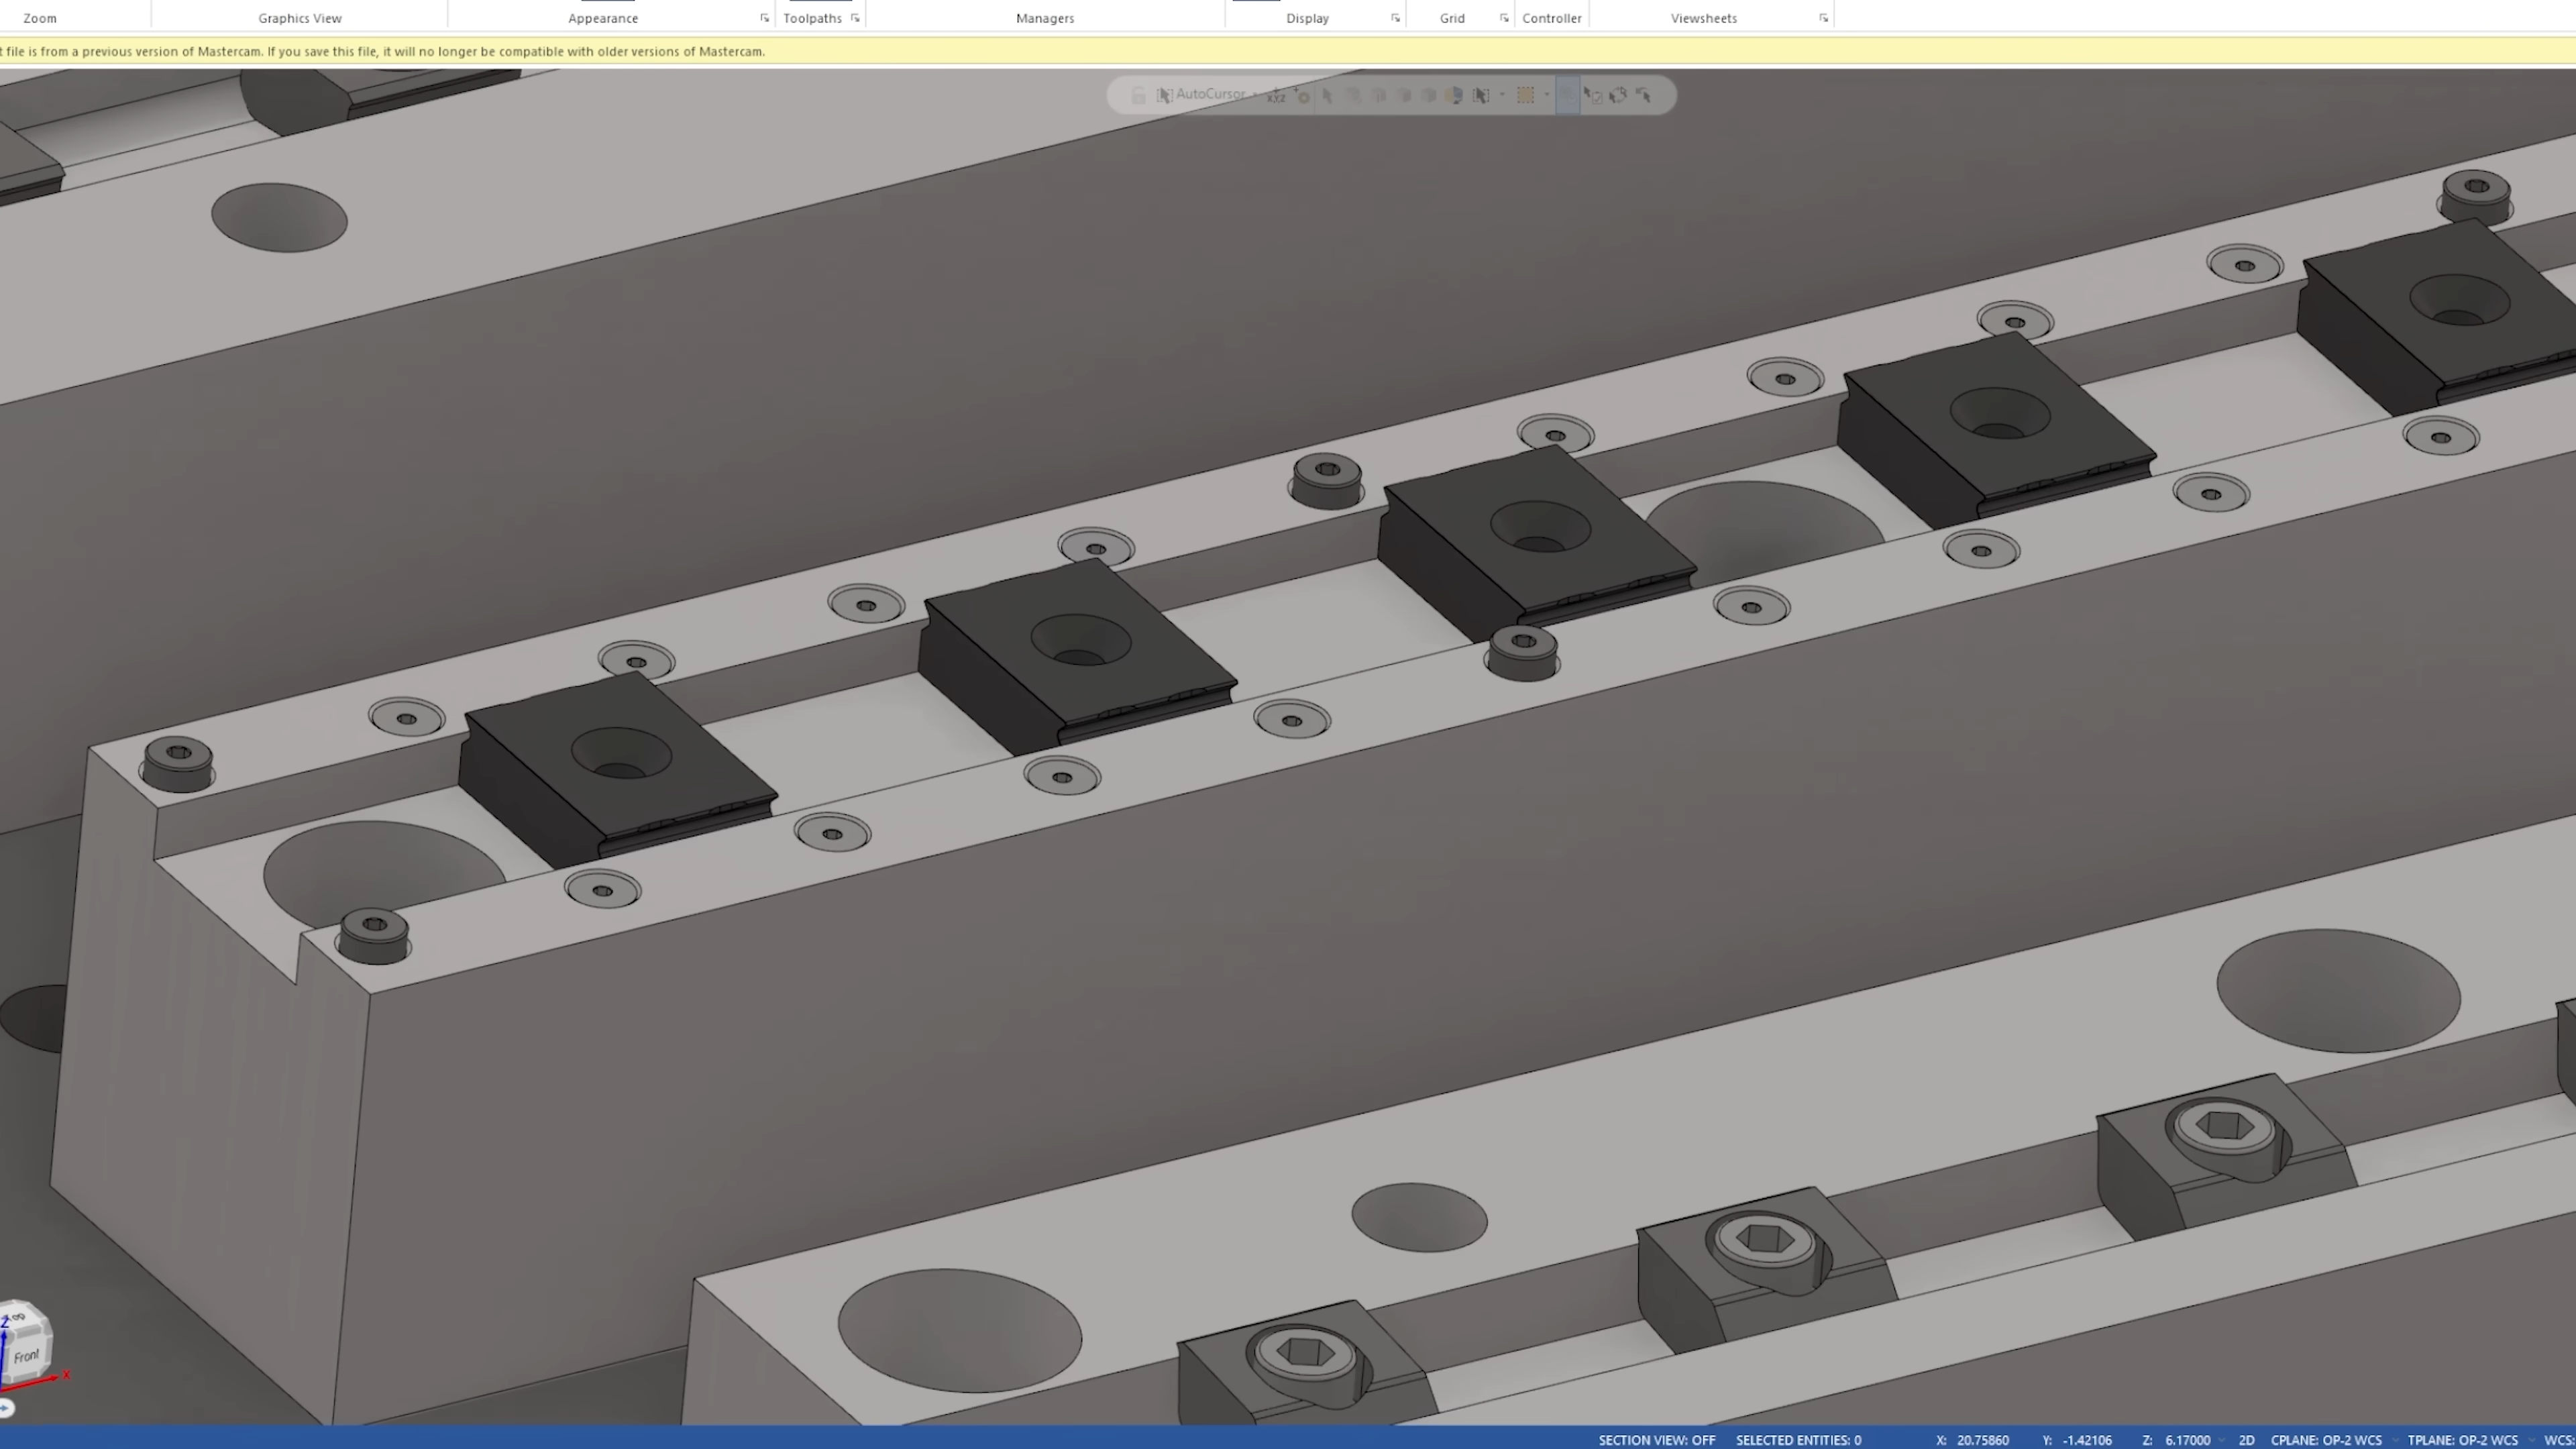 Zoom
Graphics View
Appearance
Toolpaths
Managers
Display
Grid
Controller
Viewsheets
file is from a previous version of Mastercam. If you save this file, it will no longer be compatible with older versions of Mastercam.
AutoCursor
XYZ
Z
Front
X
SECTION VIEW: OFF SELECTED ENTITIES: 0 X: 20.75860 Y: -1.42106 Z: 6.17000 2D CPLANE: OP-2 WCS TPLANE: OP-2 WCS WCS: